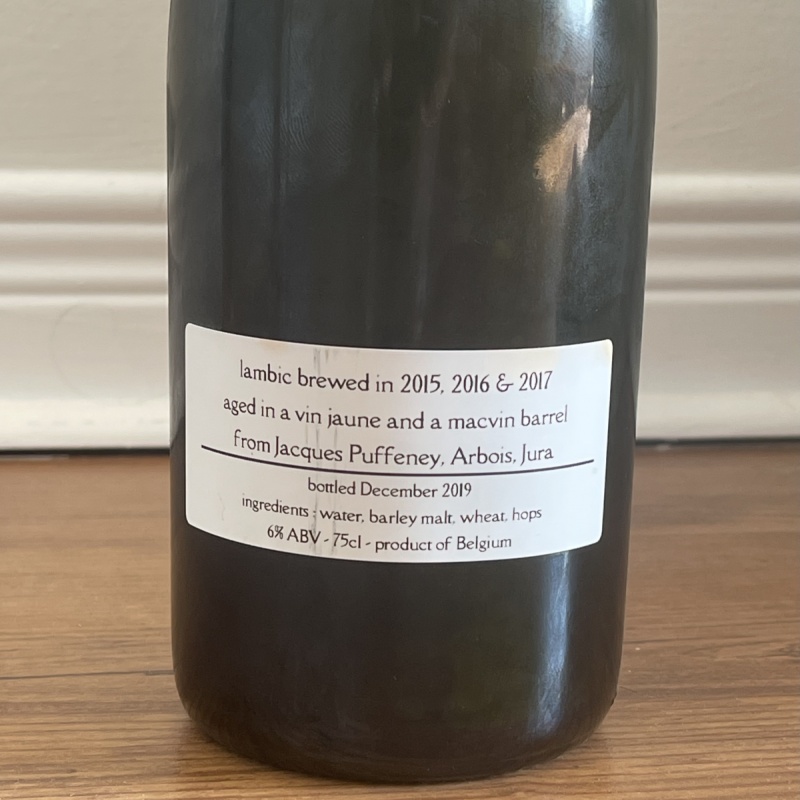 lambic brewed in 2015, 2016 & 2017
aged in a vin jaune and a macvin barrel
from Jacques Puffeney, Arbois, Jura
bottled December 2019
ingredients : water, barley malt, wheat, hops
6% ABV - 75cl - product of Belgium